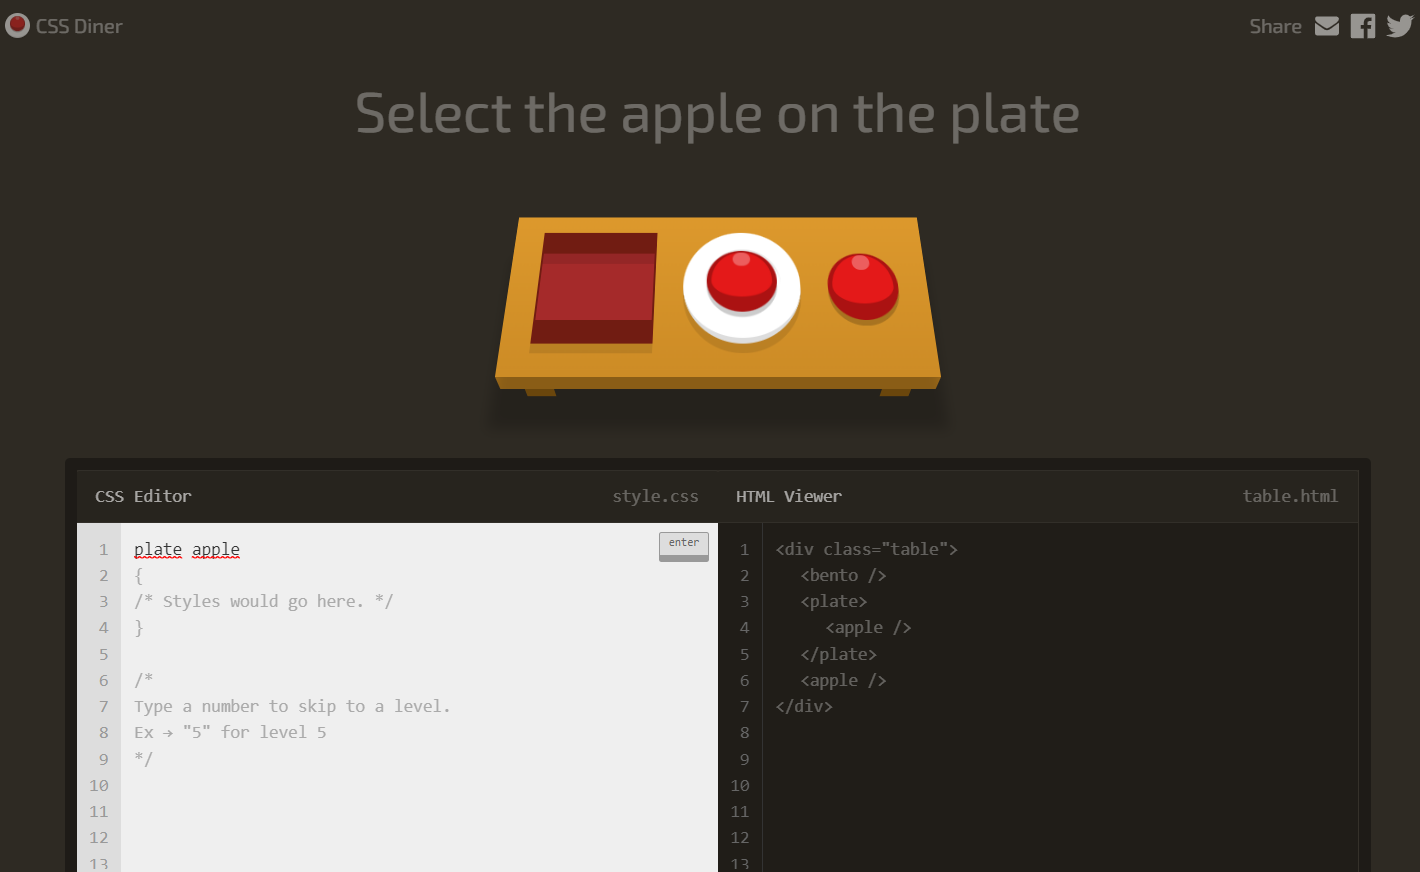 CSS Diner
Share
Select the apple on the plate
CSS Editor
style.css
1 plate apple
enter
2 {
3 /* Styles would go here. */
4 }
5
6 /*
7 Type a number to skip to a level.
8 Ex → "5" for level 5
9 */
10
11
12
13
HTML Viewer
table.html
1 <div class="table">
2 <bento />
3 <plate>
4 <apple />
5 </plate>
6 <apple />
7 </div>
8
9
10
11
12
13